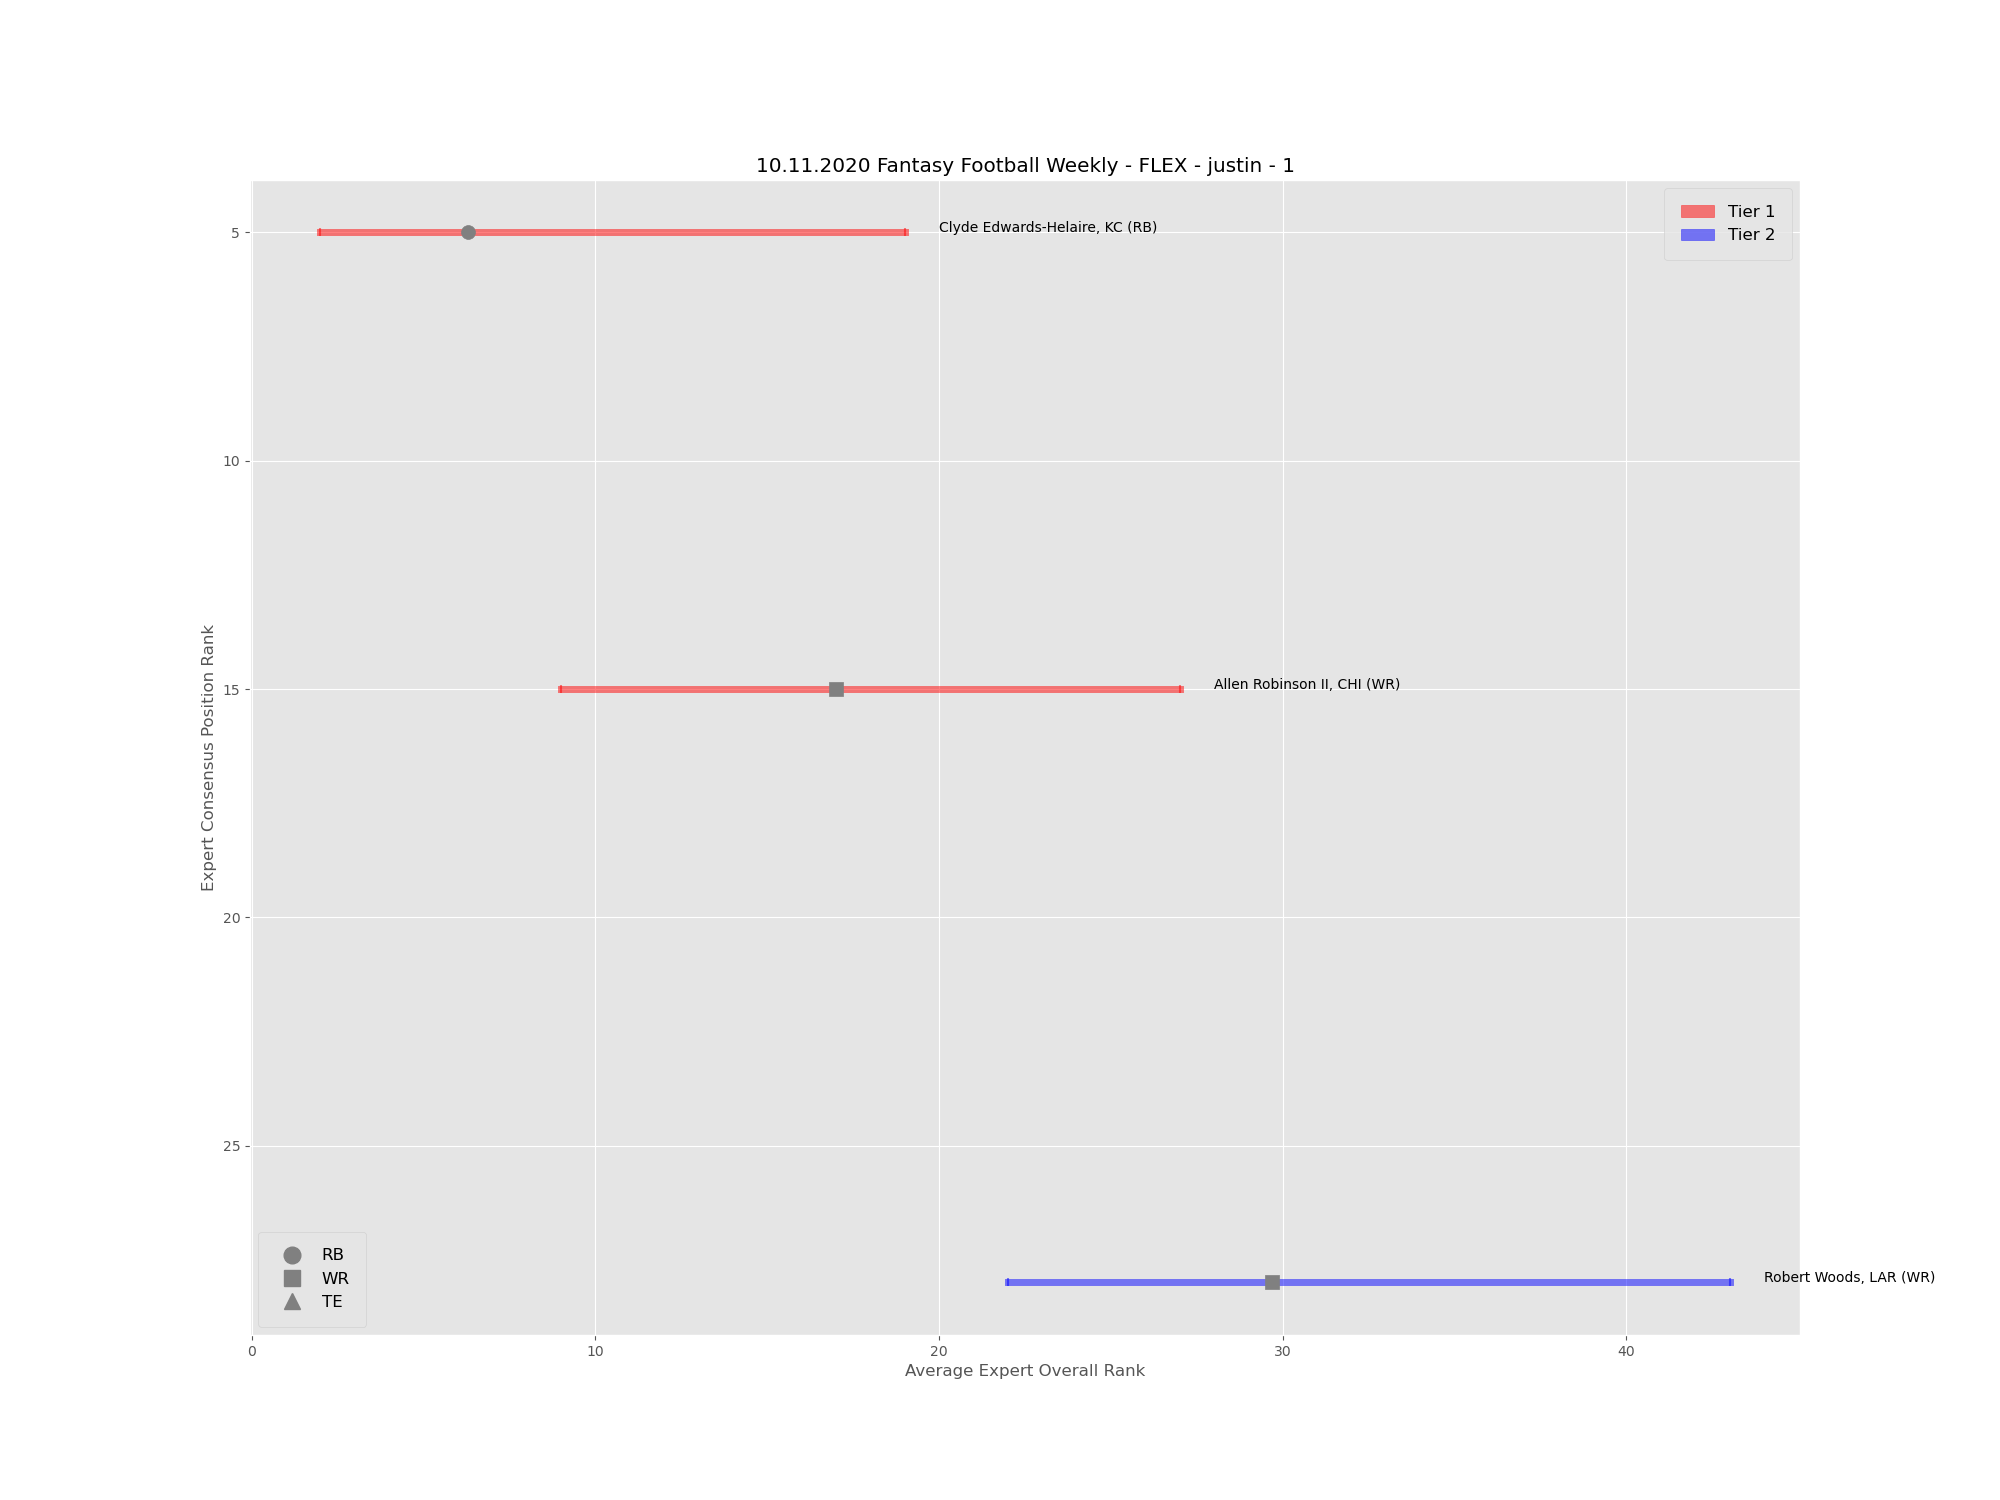 10.11.2020 Fantasy Football Weekly - FLEX - justin - 1
Tier 1
Tier 2
Clyde Edwards-Helaire, KC (RB)
Allen Robinson II, CHI (WR)
Robert Woods, LAR (WR)
Expert Consensus Position Rank
5
10
15
20
25
RB
WR
TE
0
10
20
30
40
Average Expert Overall Rank